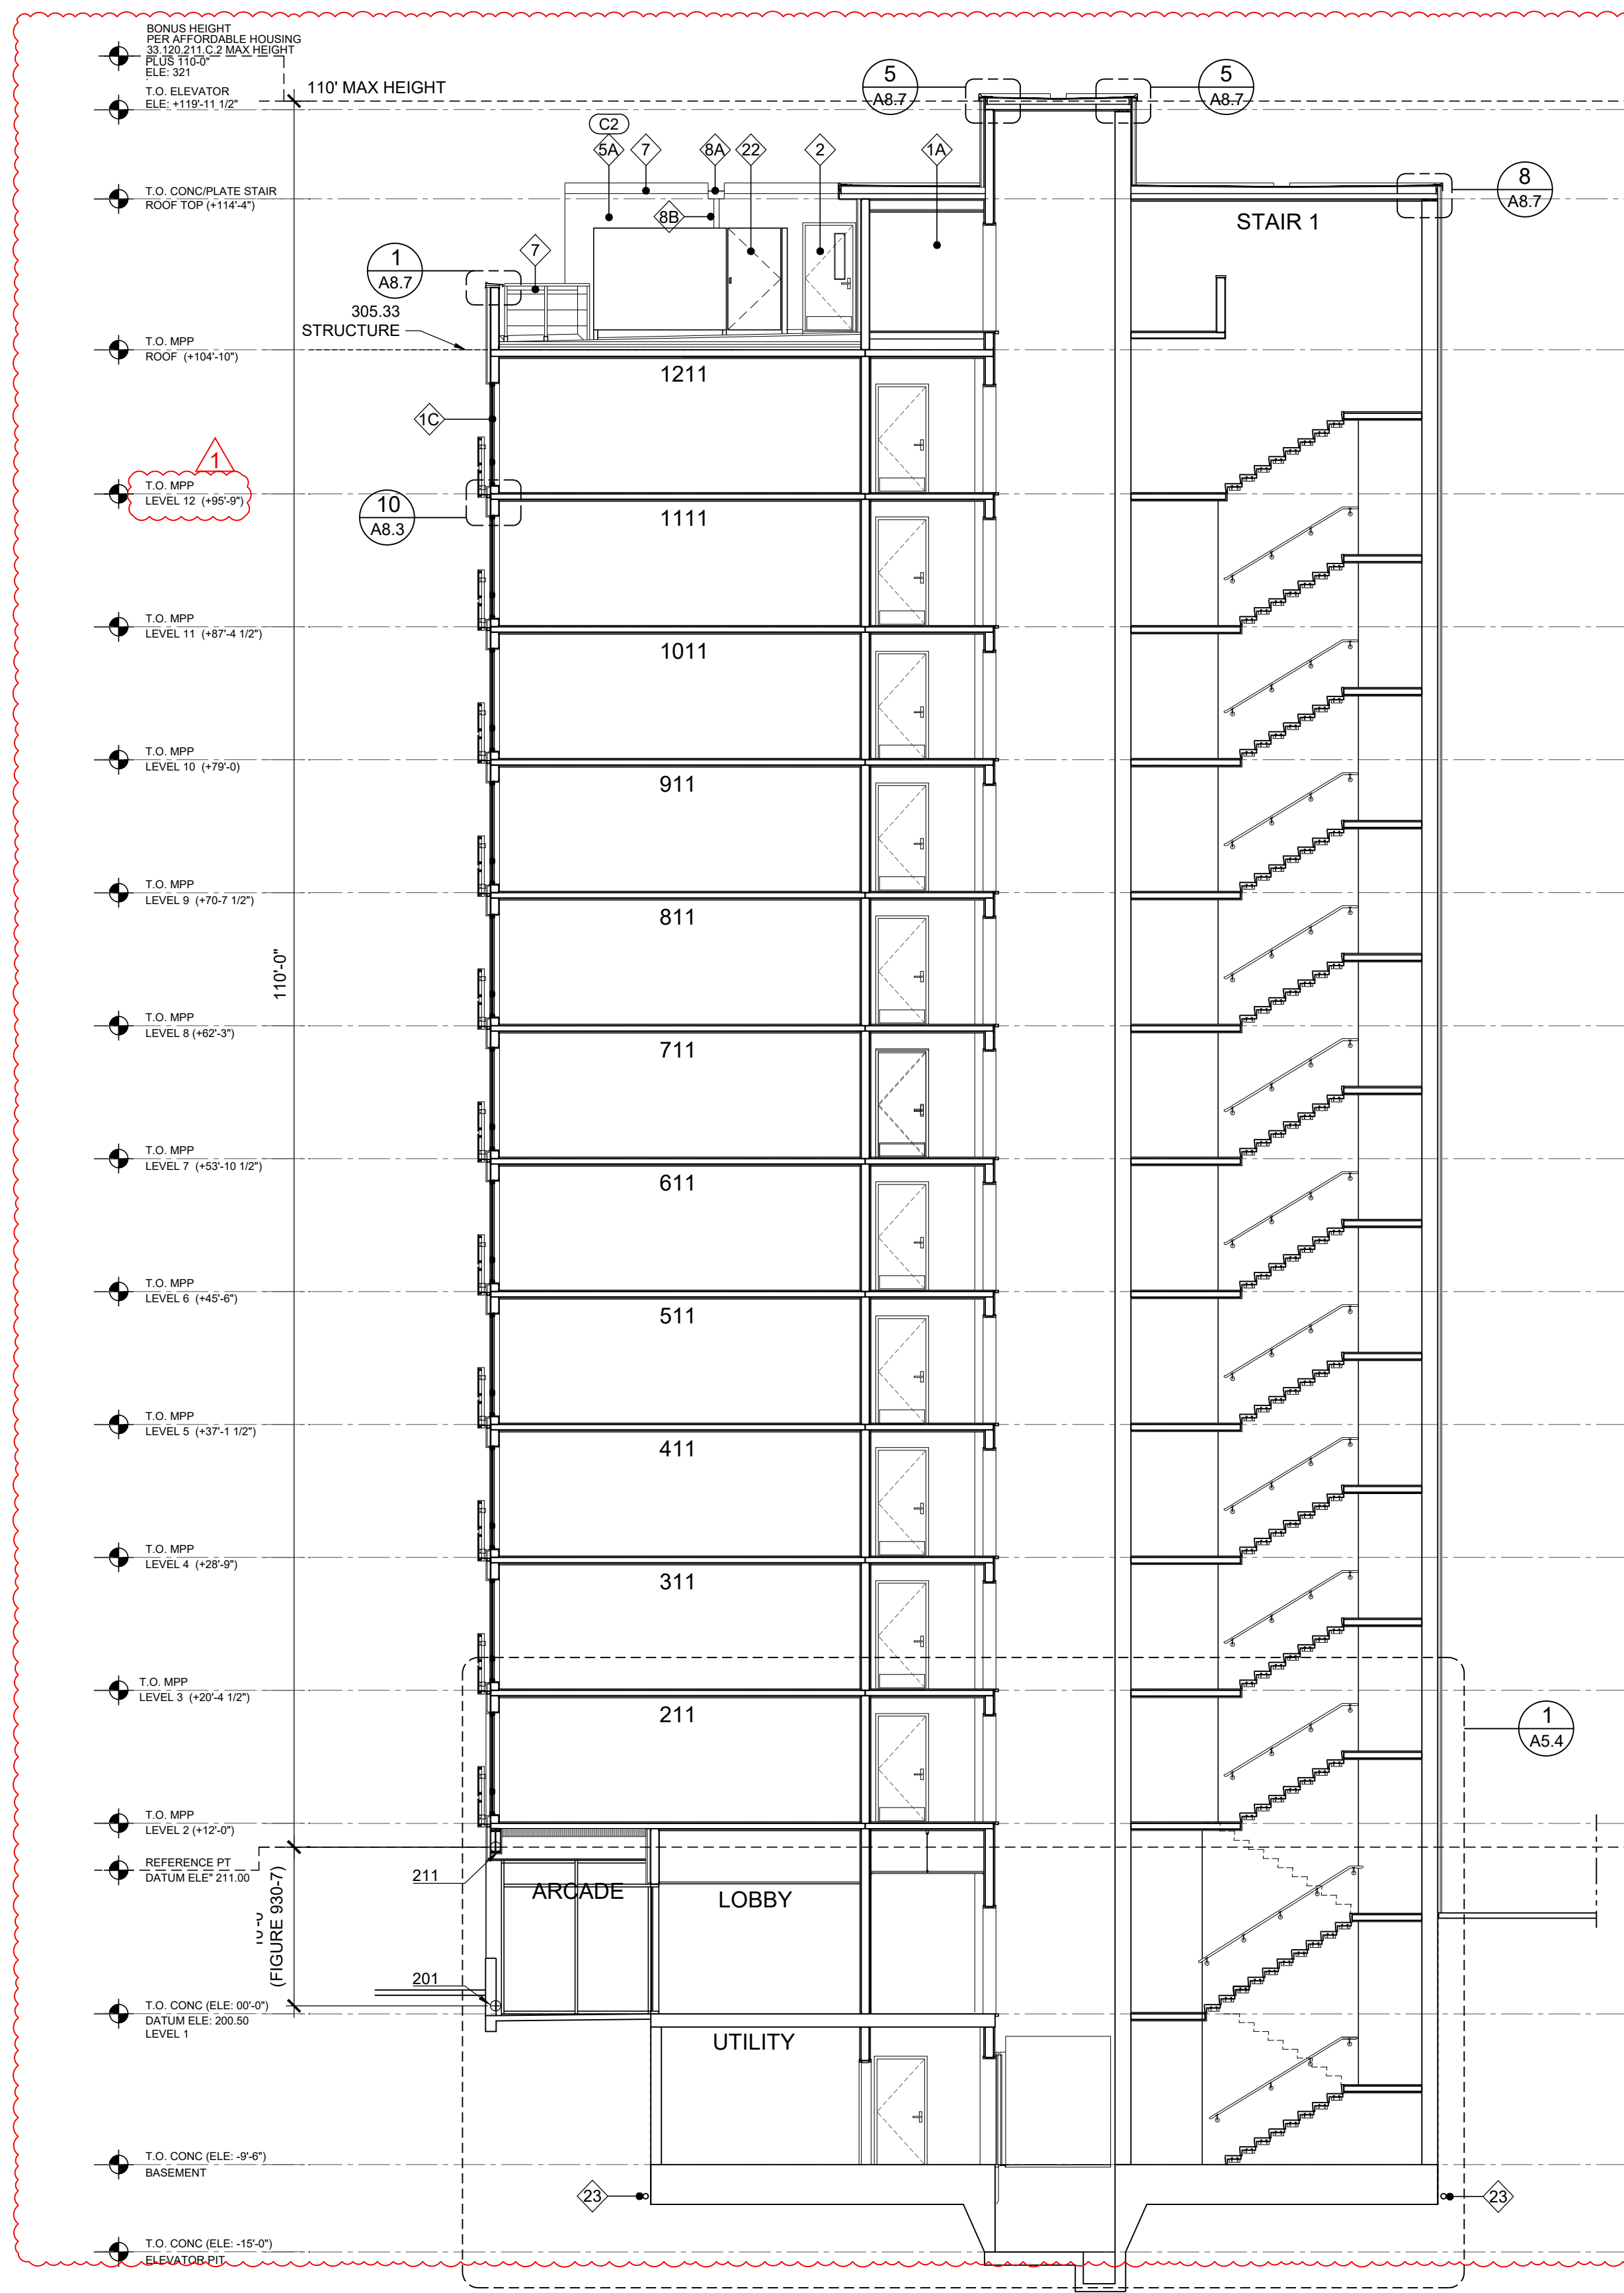 BONUS HEIGHT
PER AFFORDABLE HOUSING
33.120.211.C.2 MAX HEIGHT
PLUS 110-0"
ELE: 321
T.O. ELEVATOR
ELE: +119'-11 1/2"
110' MAX HEIGHT
5
A8.7
5
A8.7
C2
5A
7
8A
22
2
1A
8
A8.7
T.O. CONC/PLATE STAIR
ROOF TOP (+114'-4")
8B
STAIR 1
7
1
A8.7
305.33
STRUCTURE
T.O. MPP
ROOF (+104'-10")
1211
1C
1
T.O. MPP
LEVEL 12 (+95'-9")
10
A8.3
1111
T.O. MPP
LEVEL 11 (+87'-4 1/2")
1011
T.O. MPP
LEVEL 10 (+79'-0)
911
T.O. MPP
LEVEL 9 (+70-7 1/2")
811
110'-0"
T.O. MPP
LEVEL 8 (+62'-3")
711
T.O. MPP
LEVEL 7 (+53'-10 1/2")
611
T.O. MPP
LEVEL 6 (+45'-6")
511
T.O. MPP
LEVEL 5 (+37'-1 1/2")
411
T.O. MPP
LEVEL 4 (+28'-9")
311
T.O. MPP
LEVEL 3 (+20'-4 1/2")
211
1
A5.4
T.O. MPP
LEVEL 2 (+12'-0")
REFERENCE PT
DATUM ELE" 211.00
211
ARCADE
LOBBY
(FIGURE 930-7)
201
T.O. CONC (ELE: 00'-0")
DATUM ELE: 200.50
LEVEL 1
UTILITY
T.O. CONC (ELE: -9'-6")
BASEMENT
23
23
T.O. CONC (ELE: -15'-0")
ELEVATOR PIT